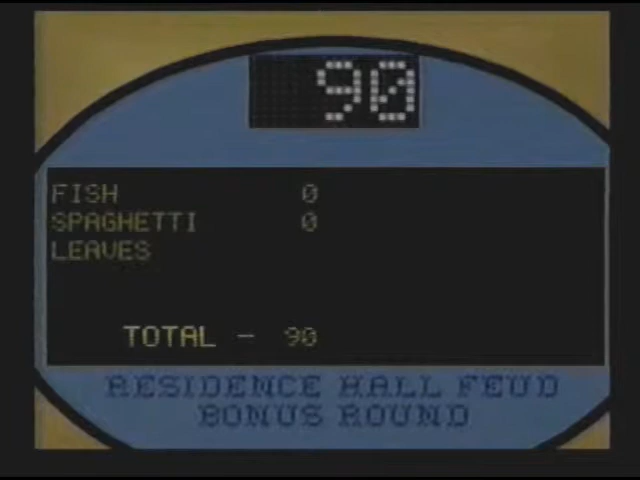 90
FISH 0
SPAGHETTI 0
LEAVES
TOTAL - 90
RESIDENCE HALL FEUD
BONUS ROUND